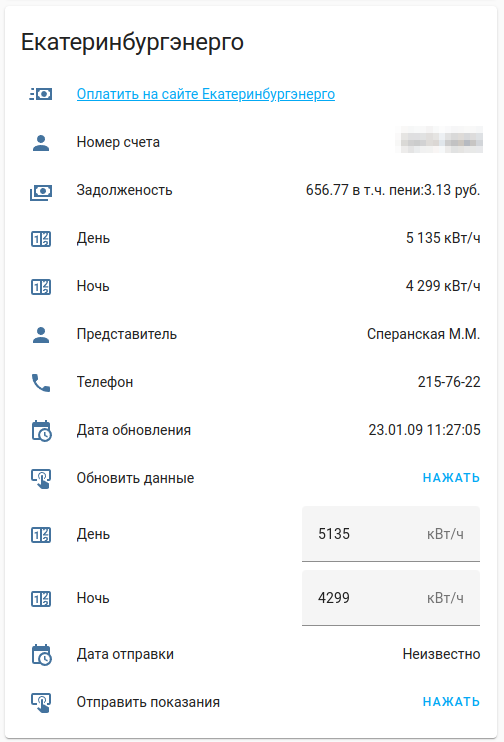 Екатеринбургэнерго
Оплатить на сайте Екатеринбургэнерго
Номер счета
Задолженость 656.77 в т.ч. пени:3.13 руб.
День 5 135 кВт/ч
Ночь 4 299 кВт/ч
Представитель Сперанская М.М.
Телефон 215-76-22
Дата обновления 23.01.09 11:27:05
Обновить данные НАЖАТЬ
День 5135 кВт/ч
Ночь 4299 кВт/ч
Дата отправки Неизвестно
Отправить показания НАЖАТЬ